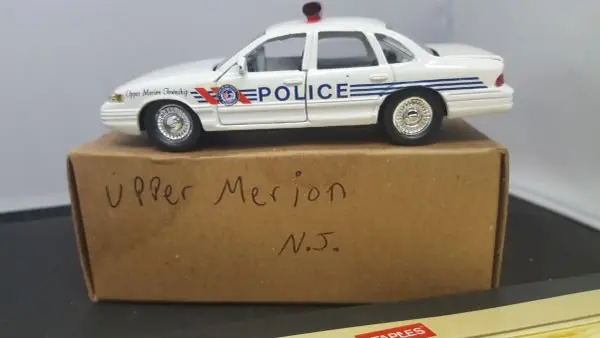 Upper Merion Township
POLICE
UPPer Merion
N.J.
STAPLES